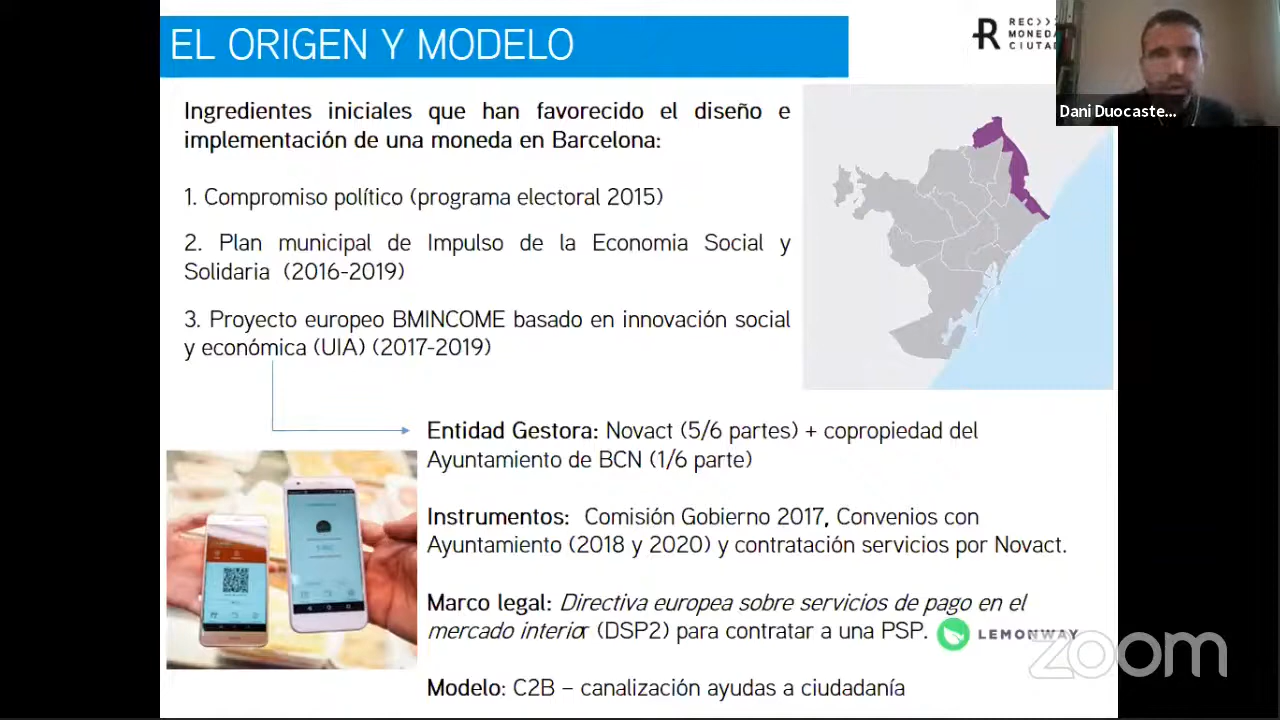 EL ORIGEN Y MODELO
REC
MONEDA
CIUTAD
Dani Duocaste...
Ingredientes iniciales que han favorecido el diseño e
implementación de una moneda en Barcelona:
1. Compromiso político (programa electoral 2015)
2. Plan municipal de Impulso de la Economia Social y
Solidaria (2016-2019)
3. Proyecto europeo BMINCOME basado en innovación social
y económica (UIA) (2017-2019)
Entidad Gestora: Novact (5/6 partes) + copropiedad del
Ayuntamiento de BCN (1/6 parte)
Instrumentos: Comisión Gobierno 2017, Convenios con
Ayuntamiento (2018 y 2020) y contratación servicios por Novact.
Marco legal: Directiva europea sobre servicios de pago en el
mercado interior (DSP2) para contratar a una PSP.
LEMONWAY
zoom
Modelo: C2B – canalización ayudas a ciudadanía